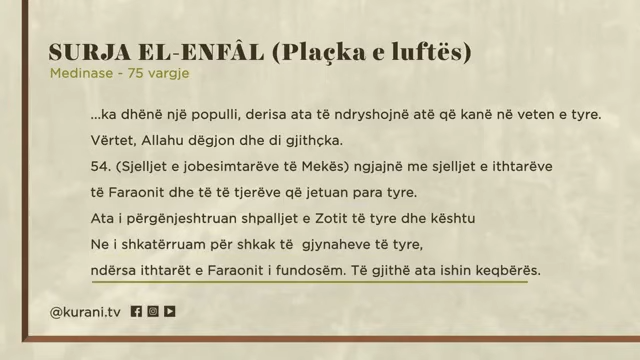 SURJA EL-ENFÂL (Plaçka e luftës)
Medinase - 75 vargje
...ka dhënë një populli, derisa ata të ndryshojnë atë që kanë në veten e tyre.
Vërtet, Allahu dëgjon dhe di gjithçka.
54. (Sjelljet e jobesimtarëve të Mekës) ngjajnë me sjelljet e ithtarëve
të Faraonit dhe të të tjerëve që jetuan para tyre.
Ata i përgënjeshtruan shpalljet e Zotit të tyre dhe kështu
Ne i shkatërruam për shkak të gjynaheve të tyre,
ndërsa ithtarët e Faraonit i fundosëm. Të gjithë ata ishin keqbërës.
@kurani.tv